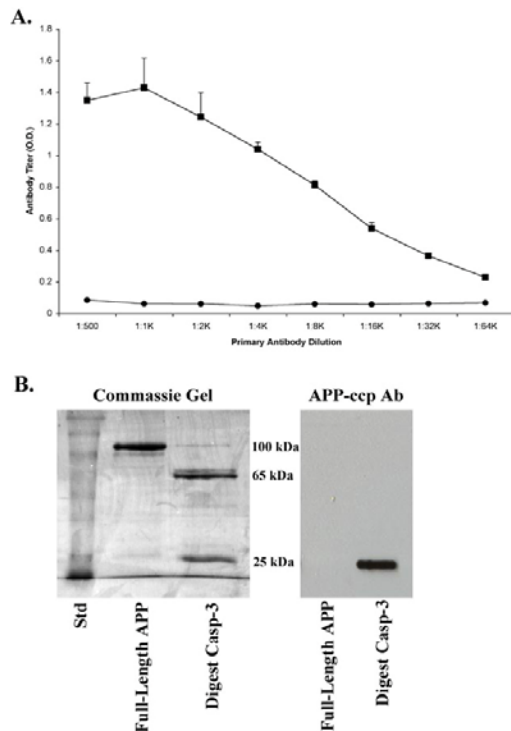 A.
1.8
1.6
1.4
1.2
1
0.8
0.6
0.4
0.2
0
Antibody Titer (O.D.)
1:500 1:1K 1:2K 1:4K 1:8K 1:16K 1:32K 1:64K
Primary Antibody Dilution
B.
Commassie Gel
APP-ccp Ab
100 kDa
65 kDa
25 kDa
Std
Full-Length APP
Digest Casp-3
Full-Length APP
Digest Casp-3